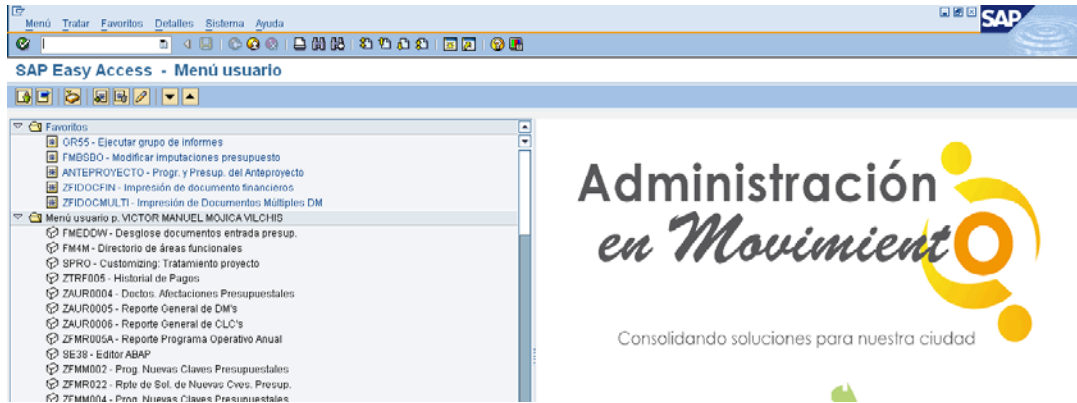 Menú Tratar Favoritos Detalles Sistema Ayuda
SAP
SAP Easy Access - Menú usuario
Favoritos
GR55 - Ejecutar grupo de informes
FMBSBO - Modificar imputaciones presupuesto
ANTEPROYECTO - Progr. y Presup. del Anteproyecto
ZFIDOCFIN - Impresión de documento financieros
ZFIDOCMULTI - Impresión de Documentos Múltiples DM
Menú usuario p. VICTOR MANUEL MOJICA VILCHIS
FMEDDW - Desglose documentos entrada presup.
FM4M - Directorio de áreas funcionales
SPRO - Customizing: Tratamiento proyecto
ZTRF005 - Historial de Pagos
ZAUR0004 - Doctos. Afectaciones Presupuestales
ZAUR0005 - Reporte General de DM's
ZAUR0006 - Reporte General de CLC's
ZFMR005A - Reporte Programa Operativo Anual
SE38 - Editor ABAP
ZFMM002 - Prog. Nuevas Claves Presupuestales
ZFMR022 - Rpte de Sol. de Nuevas Cves. Presup.
ZFMM004 - Prog. Nuevas Claves Presupuestales
Administración
en Movimiento
Consolidando soluciones para nuestra ciudad